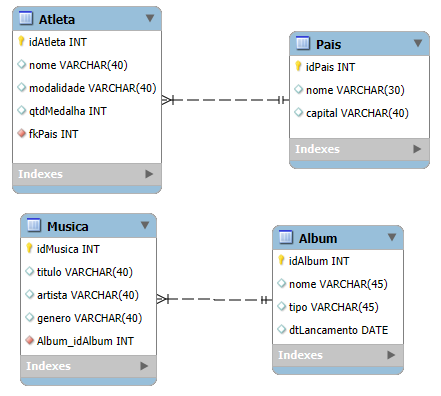 Atleta
idAtleta INT
nome VARCHAR(40)
modalidade VARCHAR(40)
qtdMedalha INT
fkPais INT
Indexes
Pais
idPais INT
nome VARCHAR(30)
capital VARCHAR(40)
Indexes
Musica
idMusica INT
titulo VARCHAR(40)
artista VARCHAR(40)
genero VARCHAR(40)
Album_idAlbum INT
Indexes
Album
idAlbum INT
nome VARCHAR(45)
tipo VARCHAR(45)
dtLancamento DATE
Indexes